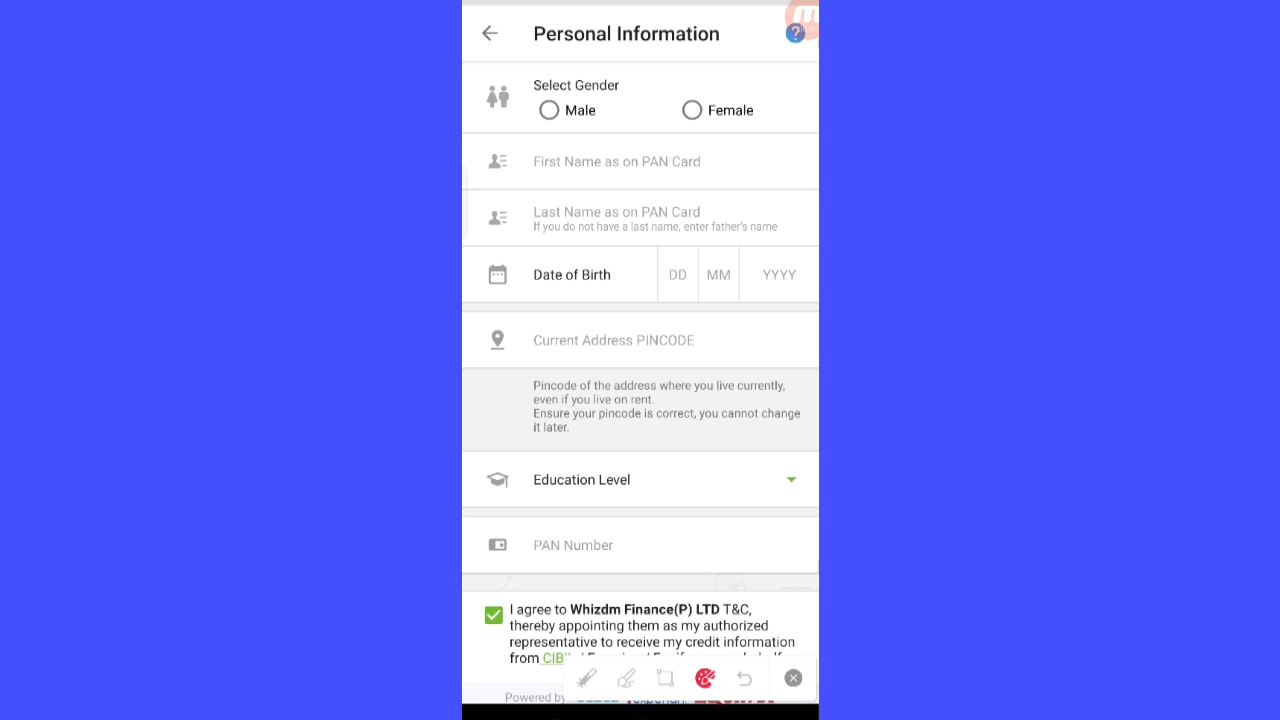 Personal Information
?
Select Gender
Male
Female
First Name as on PAN Card
Last Name as on PAN Card
If you do not have a last name, enter father's name
Date of Birth
DD
MM
YYYY
Current Address PINCODE
Pincode of the address where you live currently,
even if you live on rent.
Ensure your pincode is correct, you cannot change
it later.
Education Level
PAN Number
I agree to Whizdm Finance(P) LTD T&C,
thereby appointing them as my authorized
representative to receive my credit information
from
Powered by